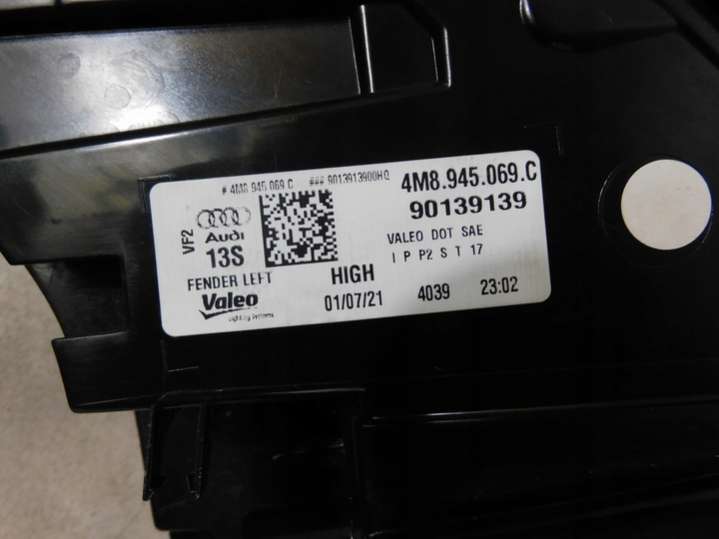 # 4M8.945.069.C ### 9013913900HQ
4M8.945.069.C
90139139
VF2
Audi
13S
VALEO DOT SAE
I P P2 S T 17
FENDER LEFT
HIGH
Valeo
01/07/21 4039 23:02